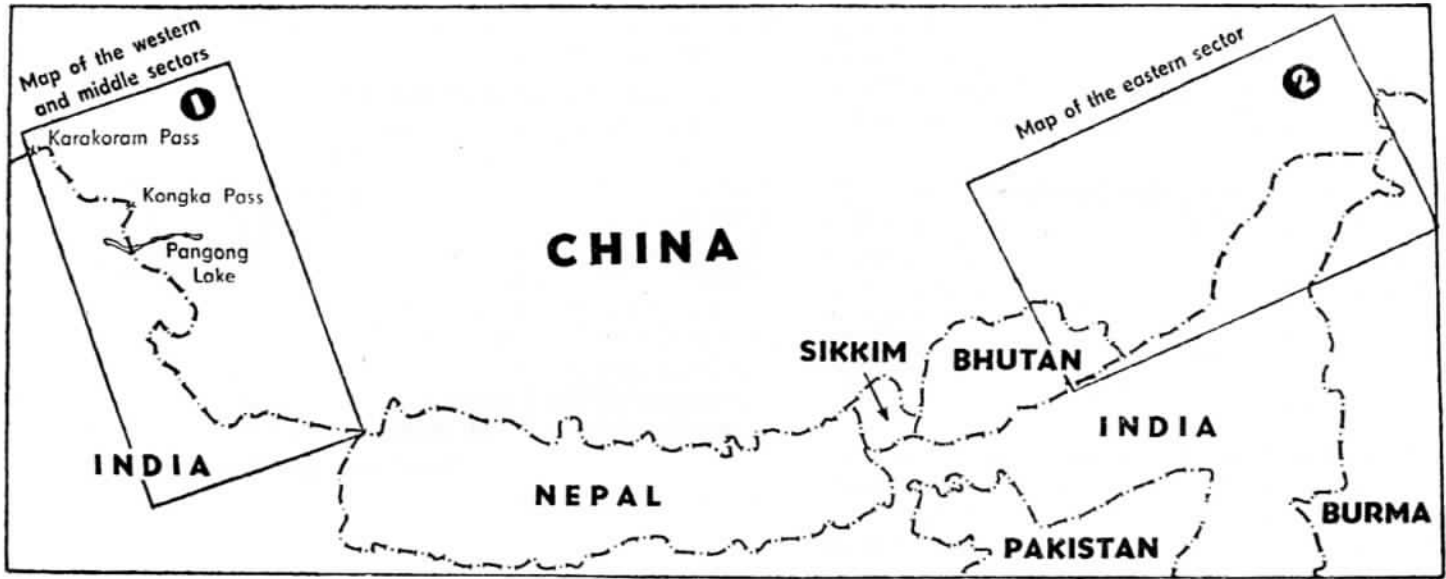 Map of the western
and middle sectors
1
Karakoram Pass
Kongka Pass
Pangong
Lake
INDIA
CHINA
NEPAL
SIKKIM
BHUTAN
Map of the eastern sector
2
INDIA
PAKISTAN
BURMA